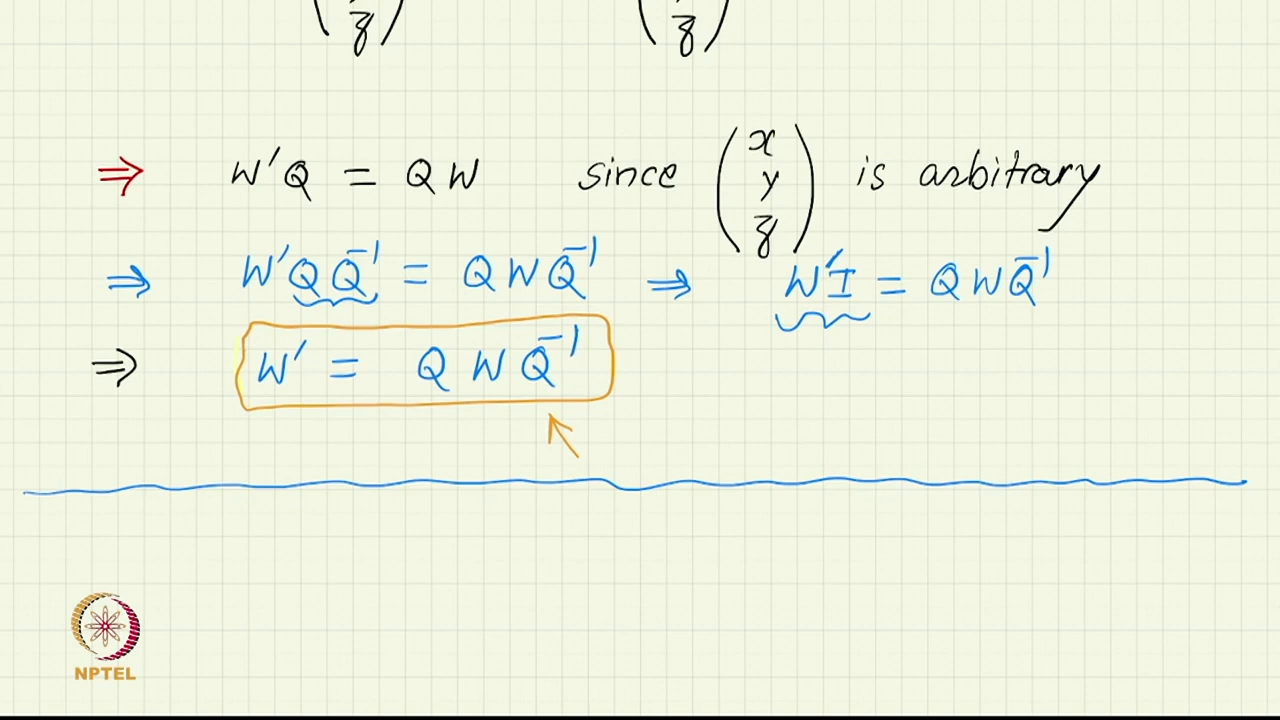 z z
⇒ W'Q = QW since (x y z) is arbitrary
⇒ W'QQ⁻¹ = QWQ⁻¹ ⇒ W'I = QWQ⁻¹
⇒ W' = QWQ⁻¹
NPTEL